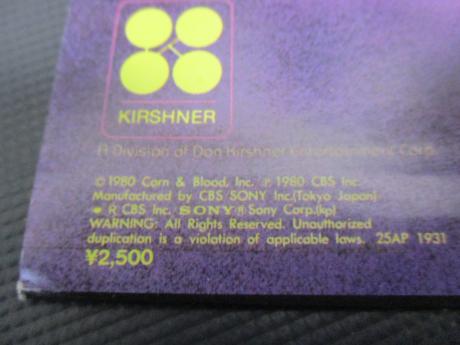 KIRSHNER
A Division of Don Kirshner Entertainment Corp.
© 1980 Corn & Blood, Inc. ℗ 1980 CBS Inc.
Manufactured by CBS SONY Inc.(Tokyo Japan)
R CBS Inc. SONY® Sony Corp.(kp)
WARNING: All Rights Reserved. Unauthorized
duplication is a violation of applicable laws. 25AP 1931
¥2,500